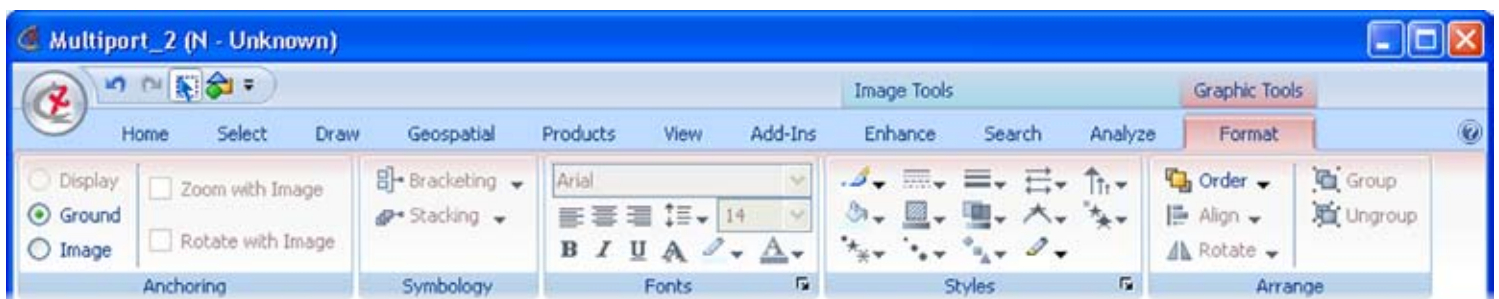 Multiport_2 (N - Unknown)
Image Tools Graphic Tools
Home Select Draw Geospatial Products View Add-Ins Enhance Search Analyze Format
Display
Ground
Image
Zoom with Image
Rotate with Image
Anchoring
Bracketing
Stacking
Symbology
Arial
14
B I U A A
Fonts
Styles
Order
Align
Rotate
Group
Ungroup
Arrange